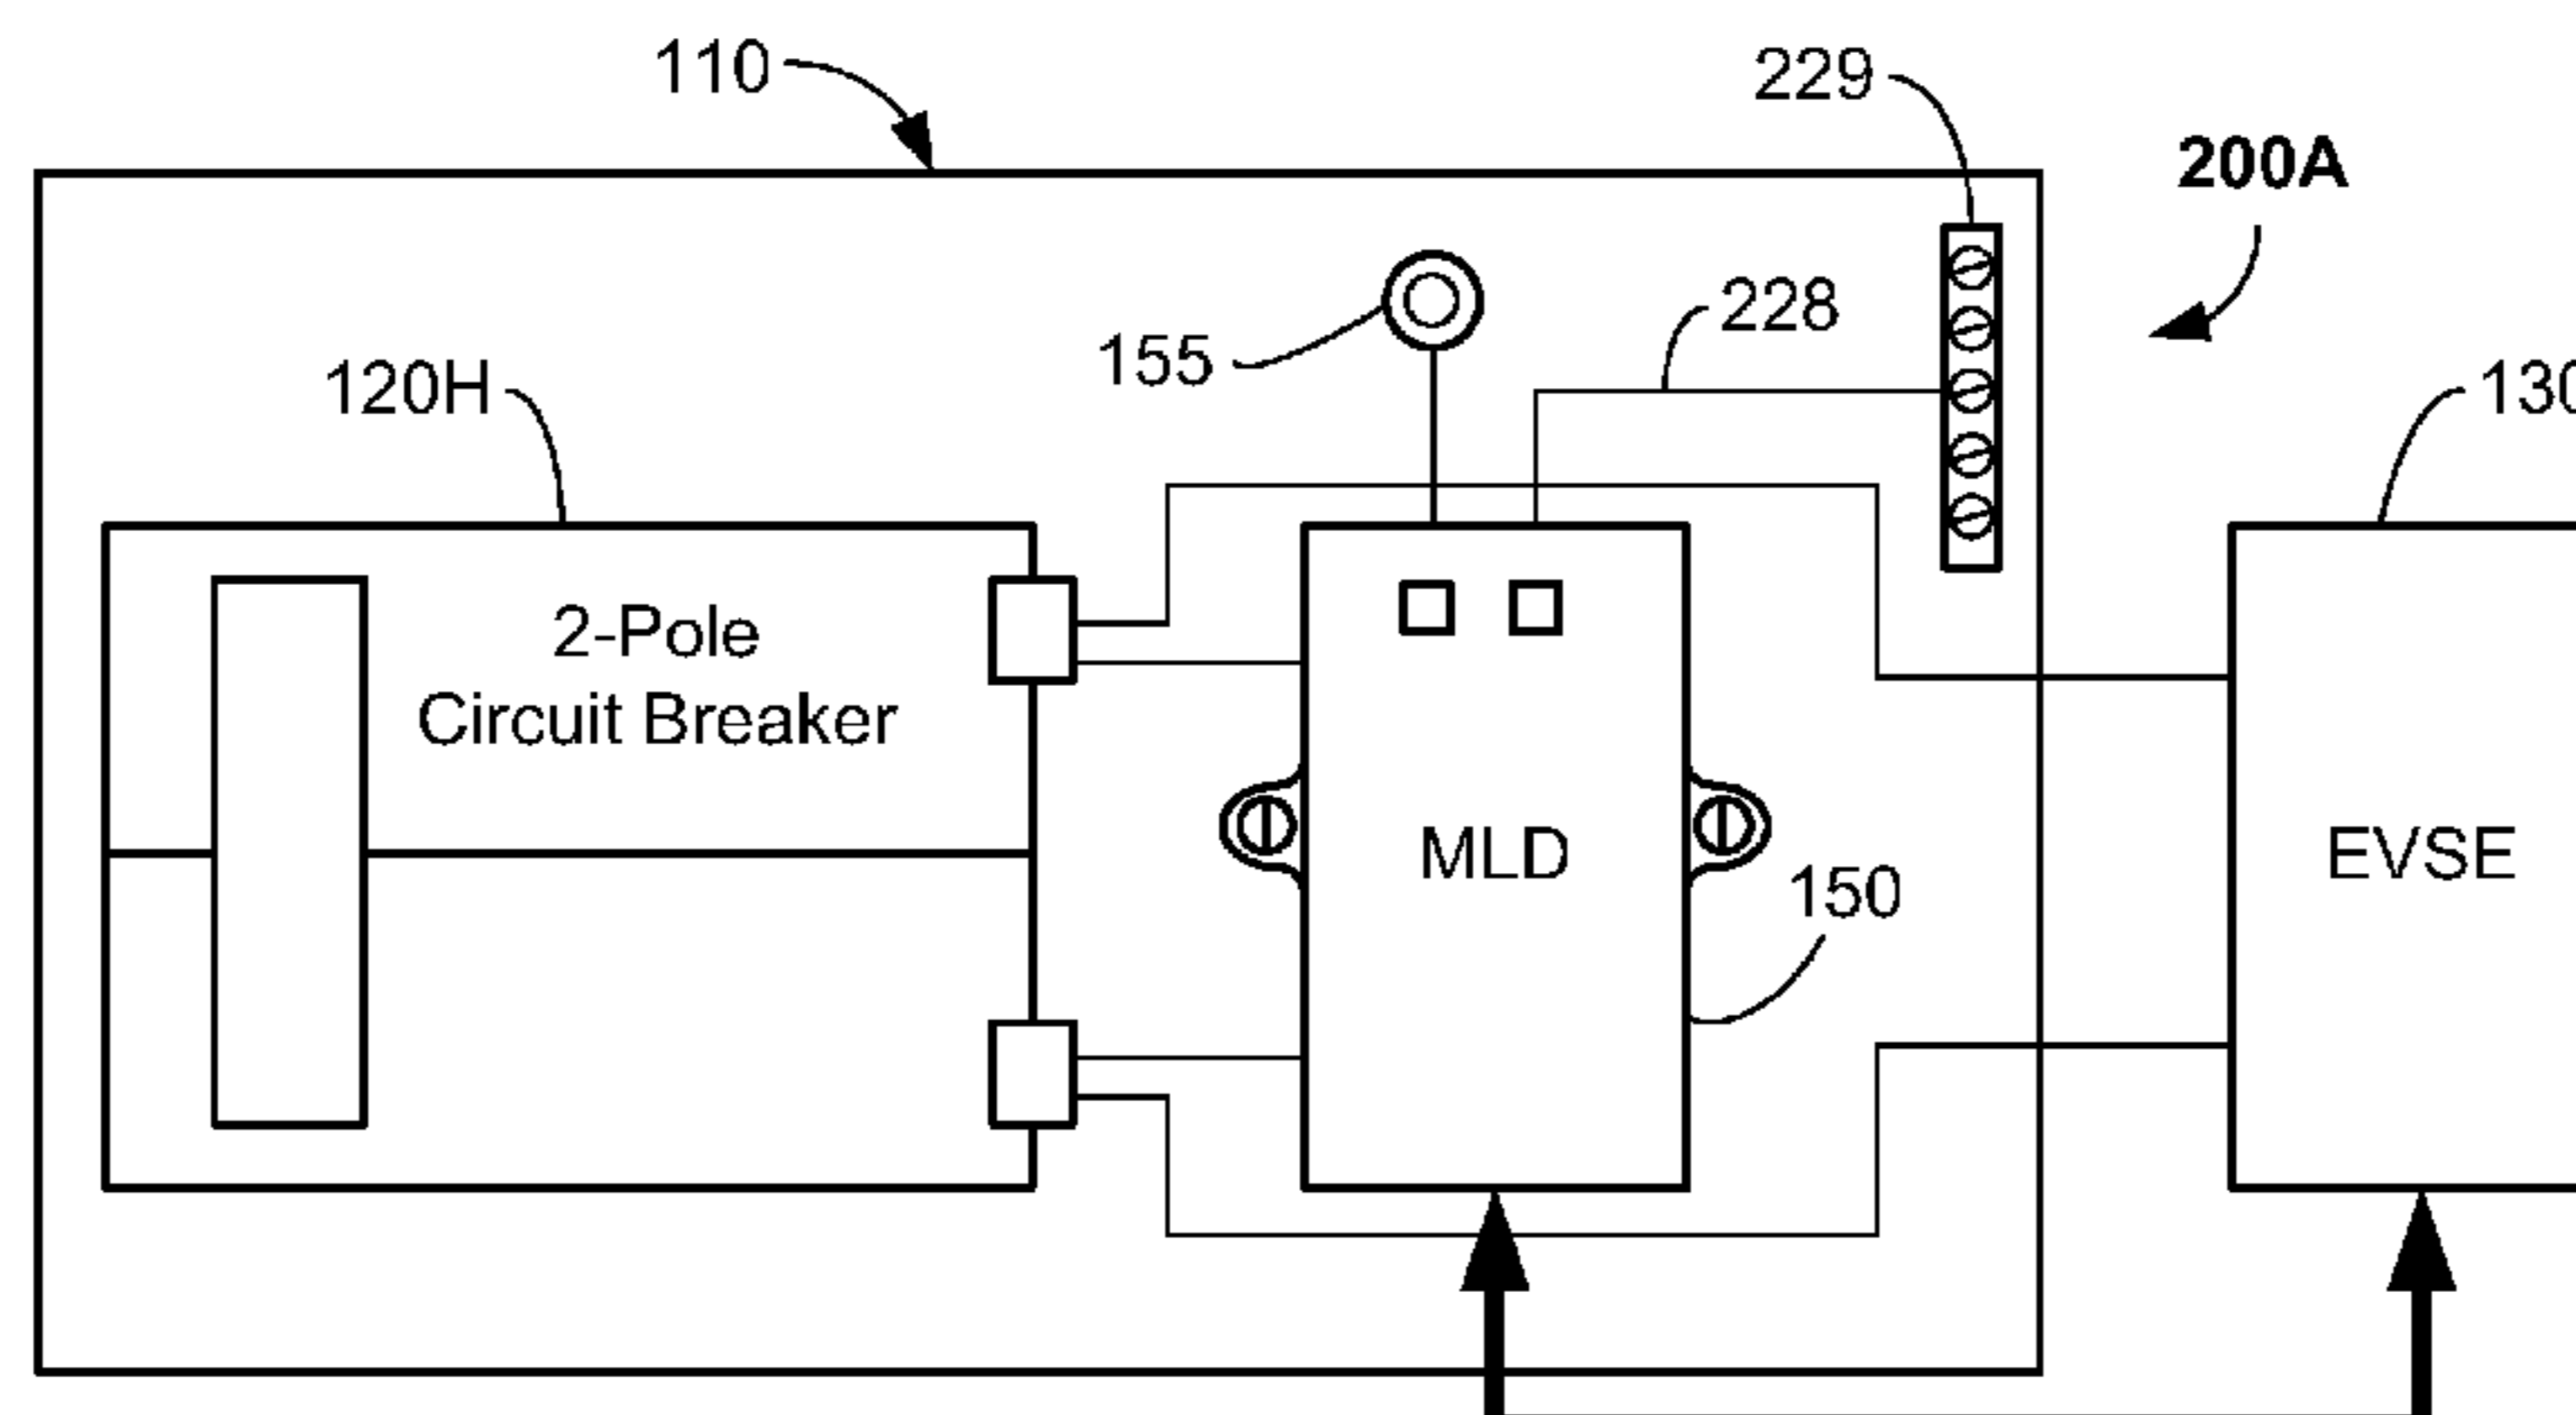 110
229
200A
155
228
120H
130
2-Pole
Circuit Breaker
MLD
150
EVSE